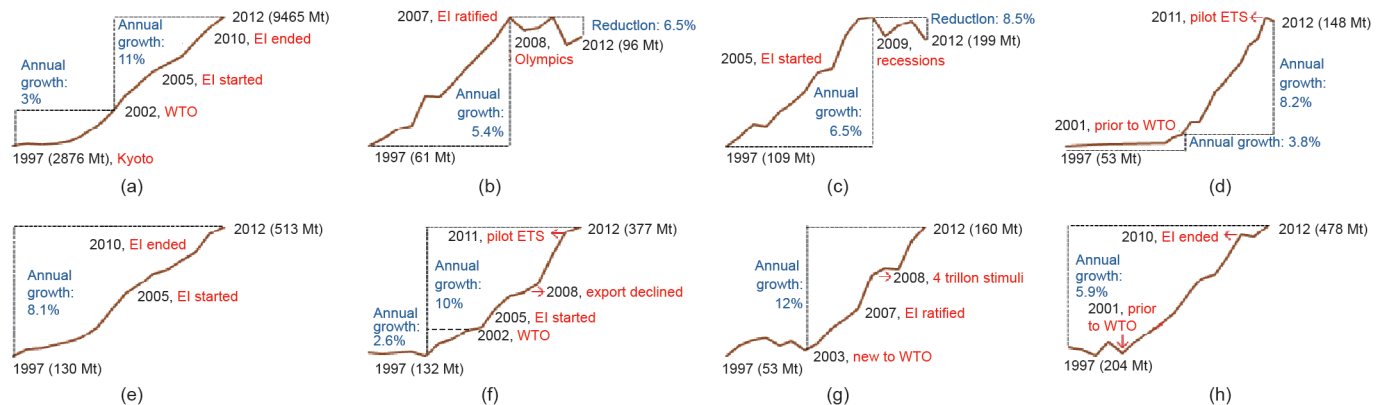 2012 (9465 Mt)
Annual
growth:
11%
2010, EI ended
Annual
growth:
3%
2005, EI started
2002, WTO
1997 (2876 Mt), Kyoto
(a)
2007, EI ratified
Reduction: 6.5%
2008,
Olympics
2012 (96 Mt)
Annual
growth:
5.4%
1997 (61 Mt)
(b)
Reduction: 8.5%
2005, EI started
2009,
recessions
2012 (199 Mt)
Annual
growth:
6.5%
1997 (109 Mt)
(c)
2011, pilot ETS
2012 (148 Mt)
Annual
growth:
8.2%
2001, prior to WTO
Annual growth: 3.8%
1997 (53 Mt)
(d)
2012 (513 Mt)
2010, EI ended
Annual
growth:
8.1%
2005, EI started
1997 (130 Mt)
(e)
2012 (377 Mt)
2011, pilot ETS
Annual
growth:
10%
2008, export declined
Annual
growth:
2.6%
2005, EI started
2002, WTO
1997 (132 Mt)
(f)
2012 (160 Mt)
Annual
growth:
12%
2008, 4 trillon stimuli
2007, EI ratified
2003, new to WTO
1997 (53 Mt)
(g)
2010, EI ended
2012 (478 Mt)
Annual
growth:
5.9%
2001, prior
to WTO
1997 (204 Mt)
(h)